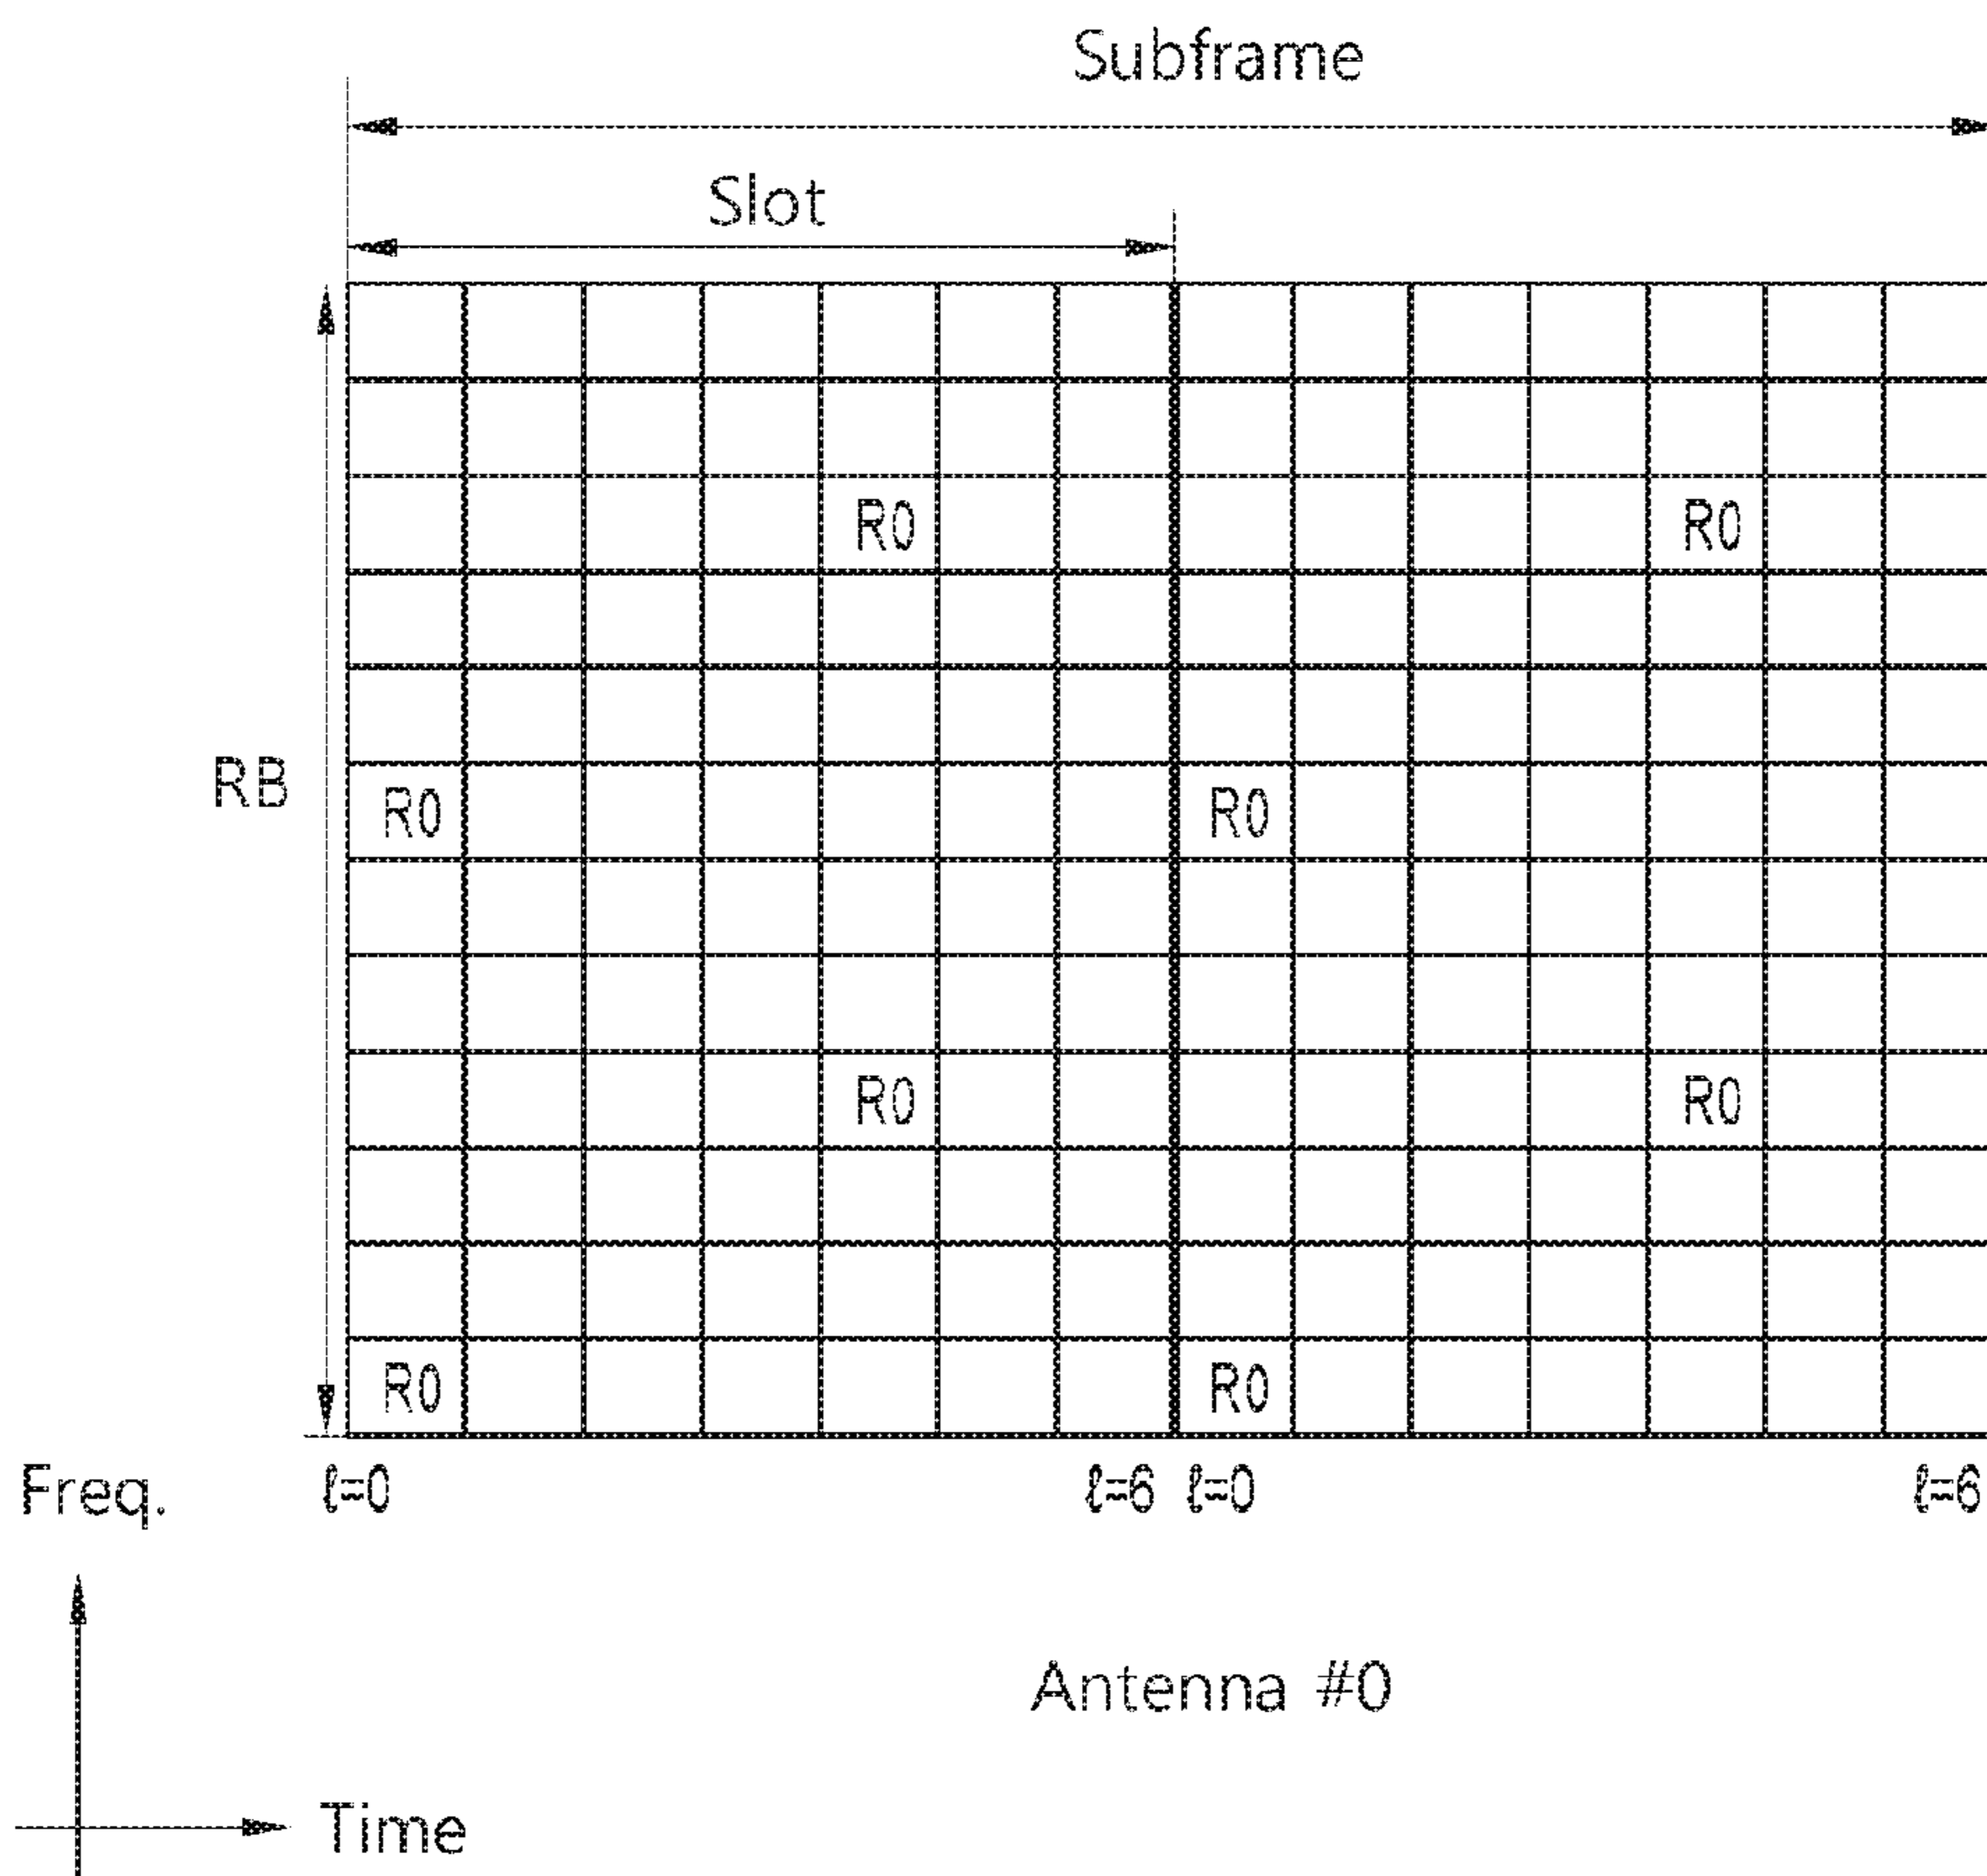 Subframe
Slot
R0 R0
RB
R0 R0
R0 R0
R0 R0
Freq. ℓ=0 ℓ=6 ℓ=0 ℓ=6
Antenna #0
Time